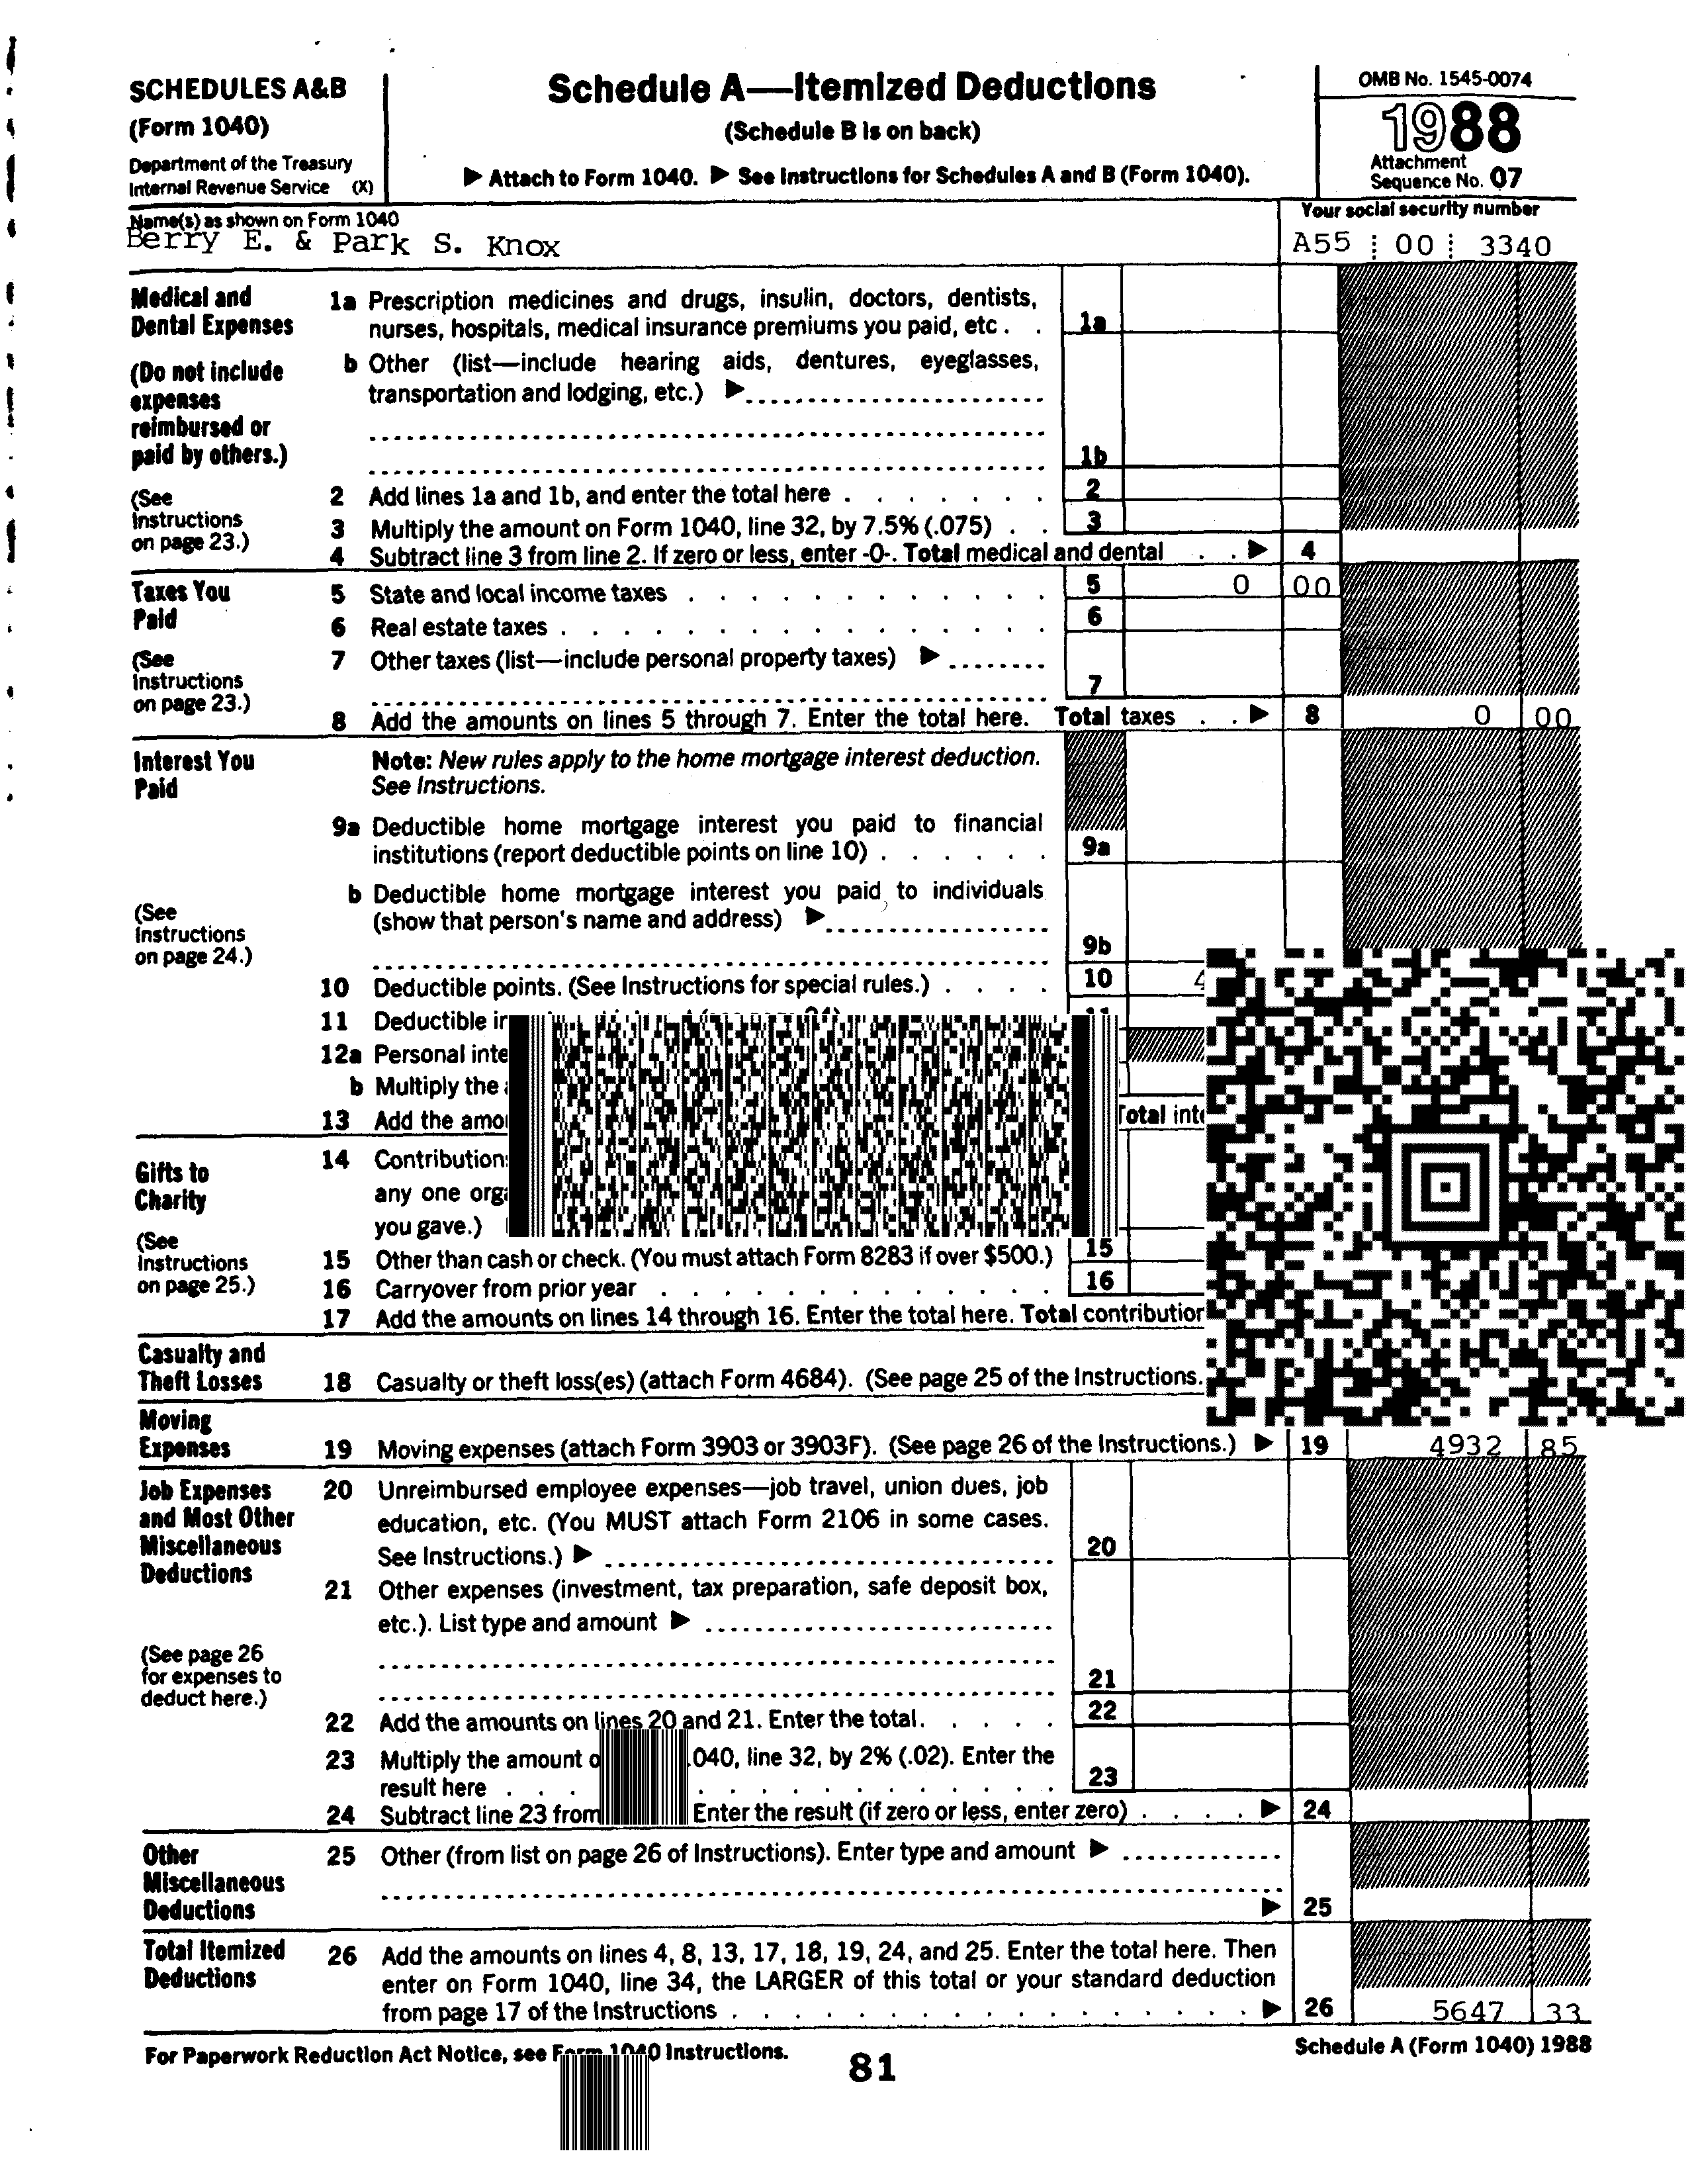 SCHEDULES A&B
(Form 1040)
Department of the Treasury
Internal Revenue Service (X)
Schedule A—Itemized Deductions
(Schedule B is on back)
▶ Attach to Form 1040. ▶ See Instructions for Schedules A and B (Form 1040).
OMB No. 1545-0074
1988
Attachment
Sequence No. 07
Name(s) as shown on Form 1040
Berry E. & Park S. Knox
Your social security number
A55 00 3340
Medical and
Dental Expenses
(Do not include
expenses
reimbursed or
paid by others.)
(See
Instructions
on page 23.)
1a Prescription medicines and drugs, insulin, doctors, dentists,
nurses, hospitals, medical insurance premiums you paid, etc . . 1a
b Other (list—include hearing aids, dentures, eyeglasses,
transportation and lodging, etc.) ▶
1b
2 Add lines 1a and 1b, and enter the total here . . . . . . . 2
3 Multiply the amount on Form 1040, line 32, by 7.5% (.075) . . 3
4 Subtract line 3 from line 2. If zero or less, enter -0-. Total medical and dental . . ▶ 4
Taxes You
Paid
(See
Instructions
on page 23.)
5 State and local income taxes . . . . . . . . . . . . 5 0 00
6 Real estate taxes . . . . . . . . . . . . . . . . 6
7 Other taxes (list—include personal property taxes) ▶
7
8 Add the amounts on lines 5 through 7. Enter the total here. Total taxes . . ▶ 8 0 00
Interest You
Paid
(See
Instructions
on page 24.)
Note: New rules apply to the home mortgage interest deduction.
See Instructions.
9a Deductible home mortgage interest you paid to financial
institutions (report deductible points on line 10) . . . . . . 9a
b Deductible home mortgage interest you paid to individuals
(show that person's name and address) ▶
9b
10 Deductible points. (See Instructions for special rules.) . . . . 10 4
11 Deductible
12a Personal
b Multiply the
13 Add the
Total
Gifts to
Charity
(See
Instructions
on page 25.)
14
any one
you gave.)
15 Other than cash or check. (You must attach Form 8283 if over $500.) 15
16 Carryover from prior year . . . . . . . . . . . . . 16
17 Add the amounts on lines 14 through 16. Enter the total here. Total
Casualty and
Theft Losses
18 Casualty or theft loss(es) (attach Form 4684). (See page 25 of the Instructions.
Moving
Expenses
19 Moving expenses (attach Form 3903 or 3903F). (See page 26 of the Instructions.) ▶ 19 4932 85
Job Expenses
and Most Other
Miscellaneous
Deductions
(See page 26
for expenses to
deduct here.)
20 Unreimbursed employee expenses—job travel, union dues, job
education, etc. (You MUST attach Form 2106 in some cases.
See Instructions.) ▶ 20
21 Other expenses (investment, tax preparation, safe deposit box,
etc.). List type and amount ▶
21
22 Add the amounts on lines 20 and 21. Enter the total. . . . . . 22
23 Multiply the amount 040, line 32, by 2% (.02). Enter the
result here . . . . . . . . . . . . . . . 23
24 Subtract line 23 from Enter the result (if zero or less, enter zero) . . . . ▶ 24
Other
Miscellaneous
Deductions
25 Other (from list on page 26 of Instructions). Enter type and amount ▶
▶ 25
Total Itemized
Deductions
26 Add the amounts on lines 4, 8, 13, 17, 18, 19, 24, and 25. Enter the total here. Then
enter on Form 1040, line 34, the LARGER of this total or your standard deduction
from page 17 of the Instructions . . . . . . . . . . . . . . . . ▶ 26 5647 33
For Paperwork Reduction Act Notice, see Form 1040 Instructions.
81
Schedule A (Form 1040) 1988